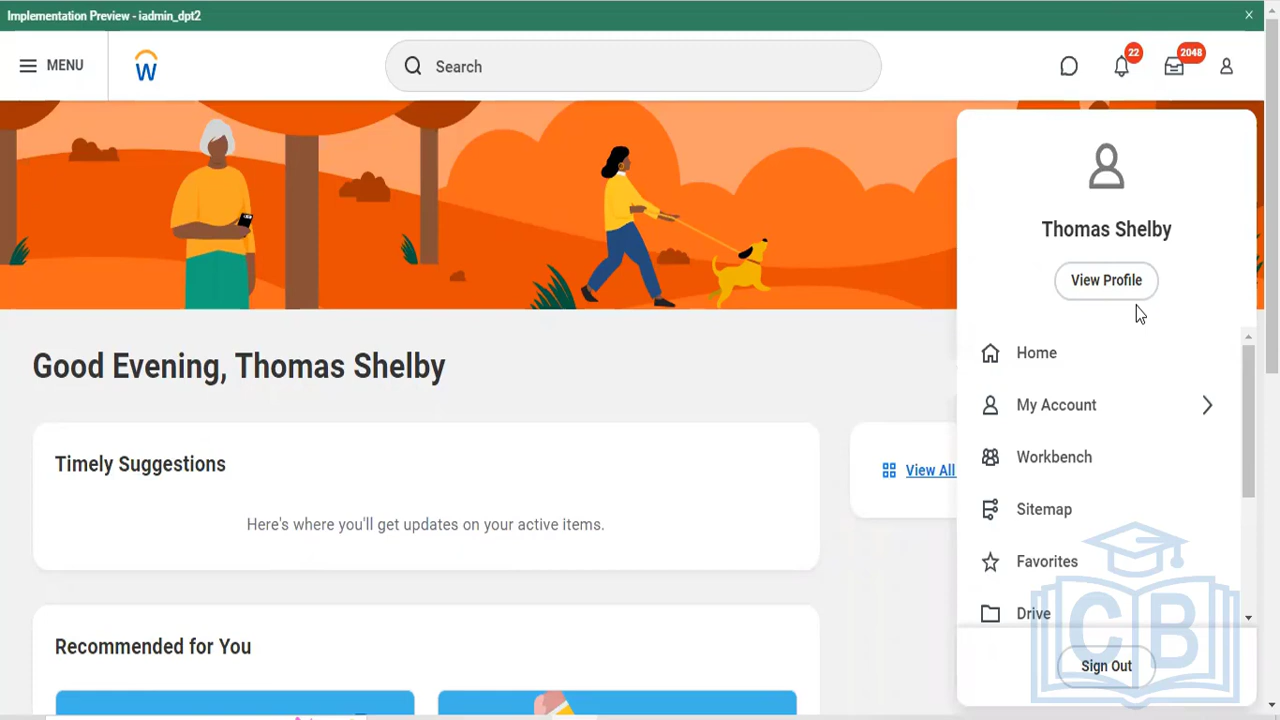 Implementation Preview - iadmin_dpt2
MENU
W
Search
22
2048
Thomas Shelby
View Profile
Good Evening, Thomas Shelby
Home
My Account
Timely Suggestions
View All
Workbench
Here's where you'll get updates on your active items.
Sitemap
Favorites
Drive
CB
Recommended for You
Sign Out